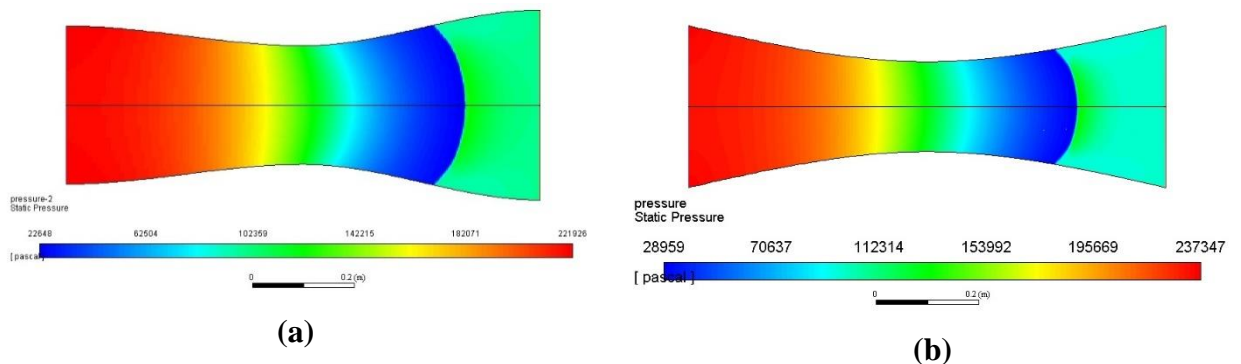 pressure-2
Static Pressure
22648 62504 102359 142215 182071 221926
[ pascal ]
0 0.2 (m)
(a)
pressure
Static Pressure
28959 70637 112314 153992 195669 237347
[ pascal ]
0 0.2 (m)
(b)